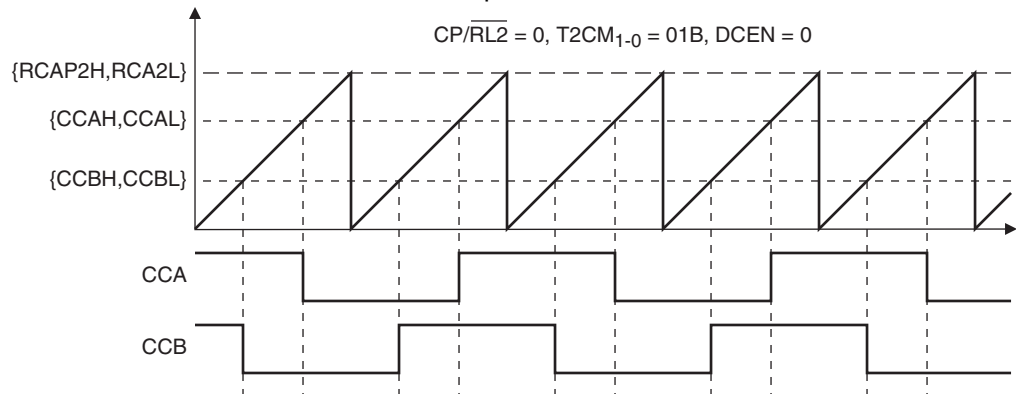 CP/RL2 = 0, T2CM1-0 = 01B, DCEN = 0
{RCAP2H,RCA2L}
{CCAH,CCAL}
{CCBH,CCBL}
CCA
CCB